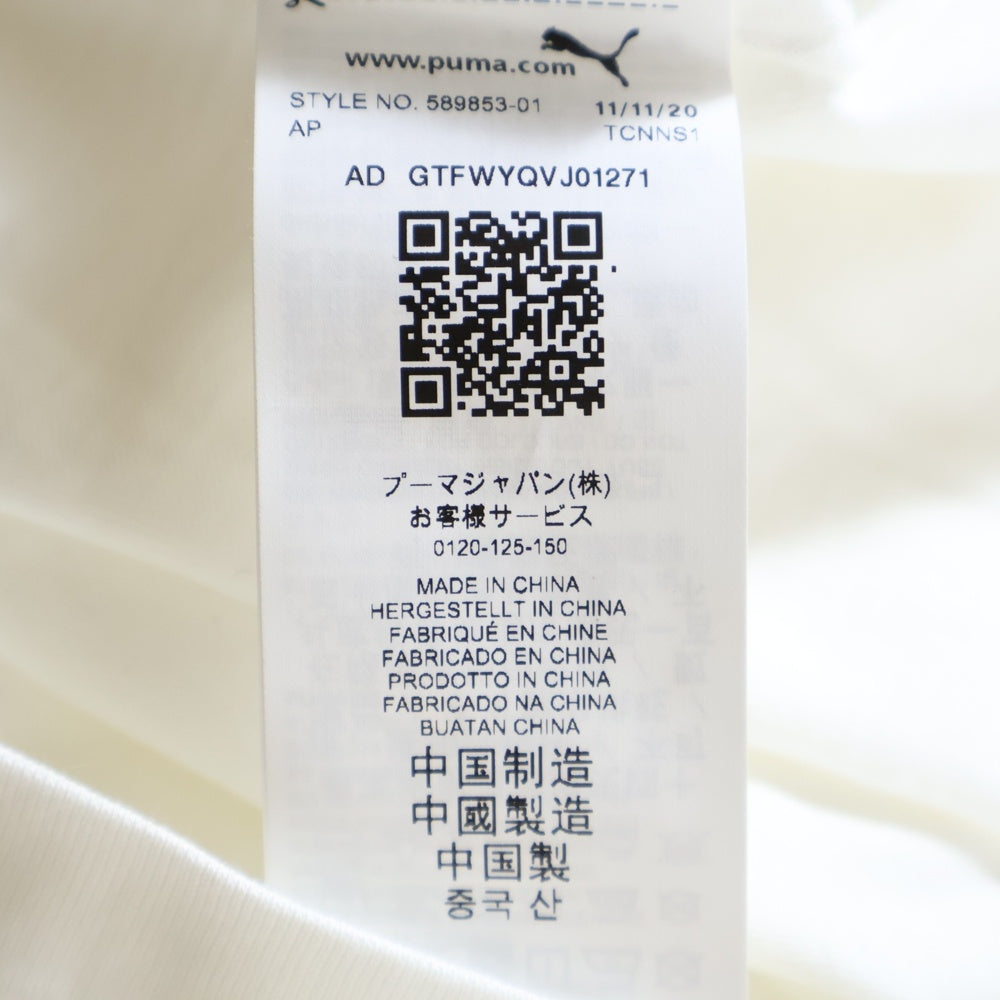 www.puma.com
STYLE NO. 589853-01 11/11/20
AP TCNNS1
AD GTFWYQVJ01271
プーマジャパン(株)
お客様サービス
0120-125-150
MADE IN CHINA
HERGESTELLT IN CHINA
FABRIQUÉ EN CHINE
FABRICADO EN CHINA
PRODOTTO IN CHINA
FABRICADO NA CHINA
BUATAN CHINA
中国制造
中國製造
中国製
중국 산